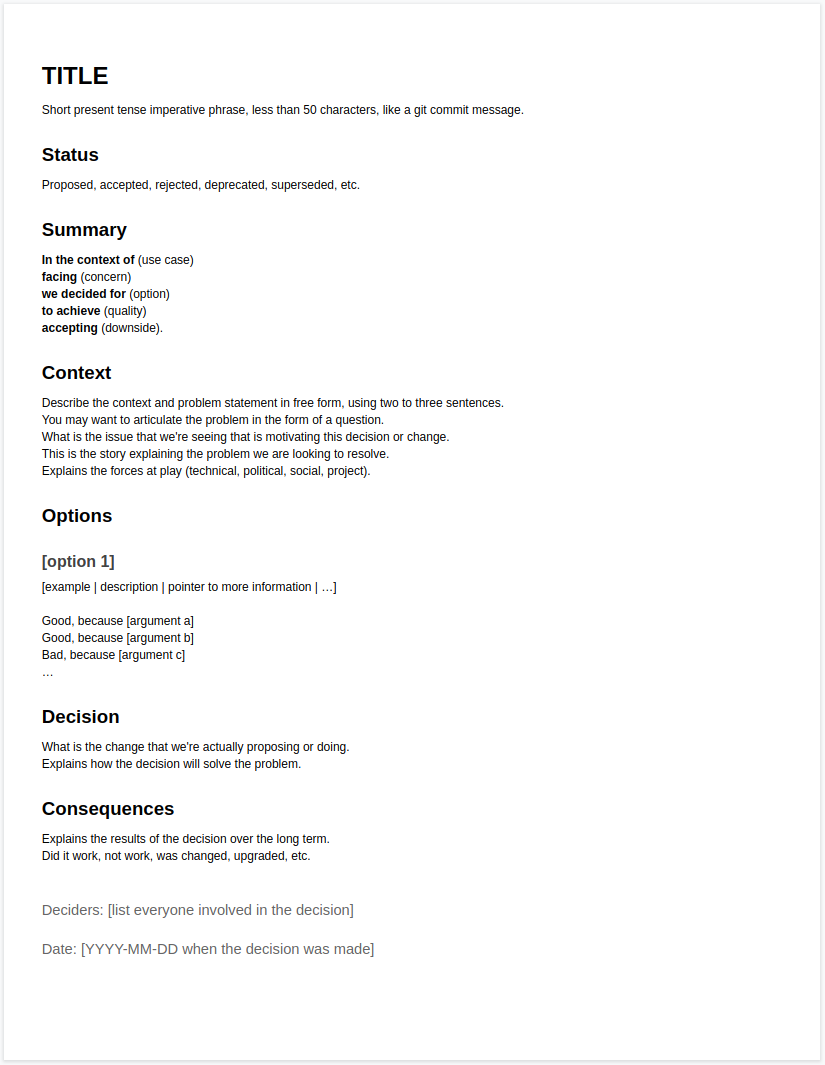 TITLE
Short present tense imperative phrase, less than 50 characters, like a git commit message.
Status
Proposed, accepted, rejected, deprecated, superseded, etc.
Summary
In the context of (use case)
facing (concern)
we decided for (option)
to achieve (quality)
accepting (downside).
Context
Describe the context and problem statement in free form, using two to three sentences.
You may want to articulate the problem in the form of a question.
What is the issue that we're seeing that is motivating this decision or change.
This is the story explaining the problem we are looking to resolve.
Explains the forces at play (technical, political, social, project).
Options
[option 1]
[example | description | pointer to more information | …]
Good, because [argument a]
Good, because [argument b]
Bad, because [argument c]
…
Decision
What is the change that we're actually proposing or doing.
Explains how the decision will solve the problem.
Consequences
Explains the results of the decision over the long term.
Did it work, not work, was changed, upgraded, etc.
Deciders: [list everyone involved in the decision]
Date: [YYYY-MM-DD when the decision was made]